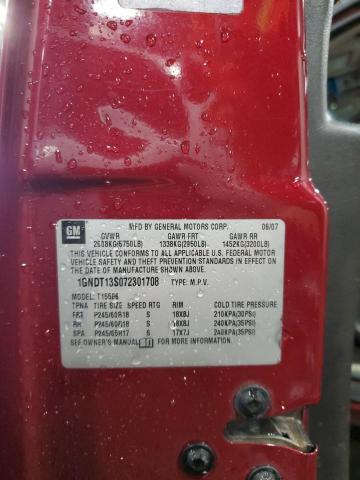 GM
MFD BY GENERAL MOTORS CORP. 06/07
GVWR GAWR FRT GAWR RR
2608KG(5750LB) 1338KG(2950LB) 1452KG(3200LB)
THIS VEHICLE CONFORMS TO ALL APPLICABLE U.S. FEDERAL MOTOR
VEHICLE SAFETY AND THEFT PREVENTION STANDARDS IN EFFECT ON
THE DATE OF MANUFACTURE SHOWN ABOVE.
1GNDT13S072301708 TYPE: M.P.V.
MODEL: T15506
TPNA TIRE SIZE SPEED RTG RIM COLD TIRE PRESSURE
FRT P245/60R18 S 18X8J 210KPA(30PSI)
RR P245/60R18 S 18X8J 240KPA(35PSI)
SPA P245/65R17 S 17X7J 240KPA(35PSI)
SEE OWNER'S MANUAL FOR MORE INFORMATION.